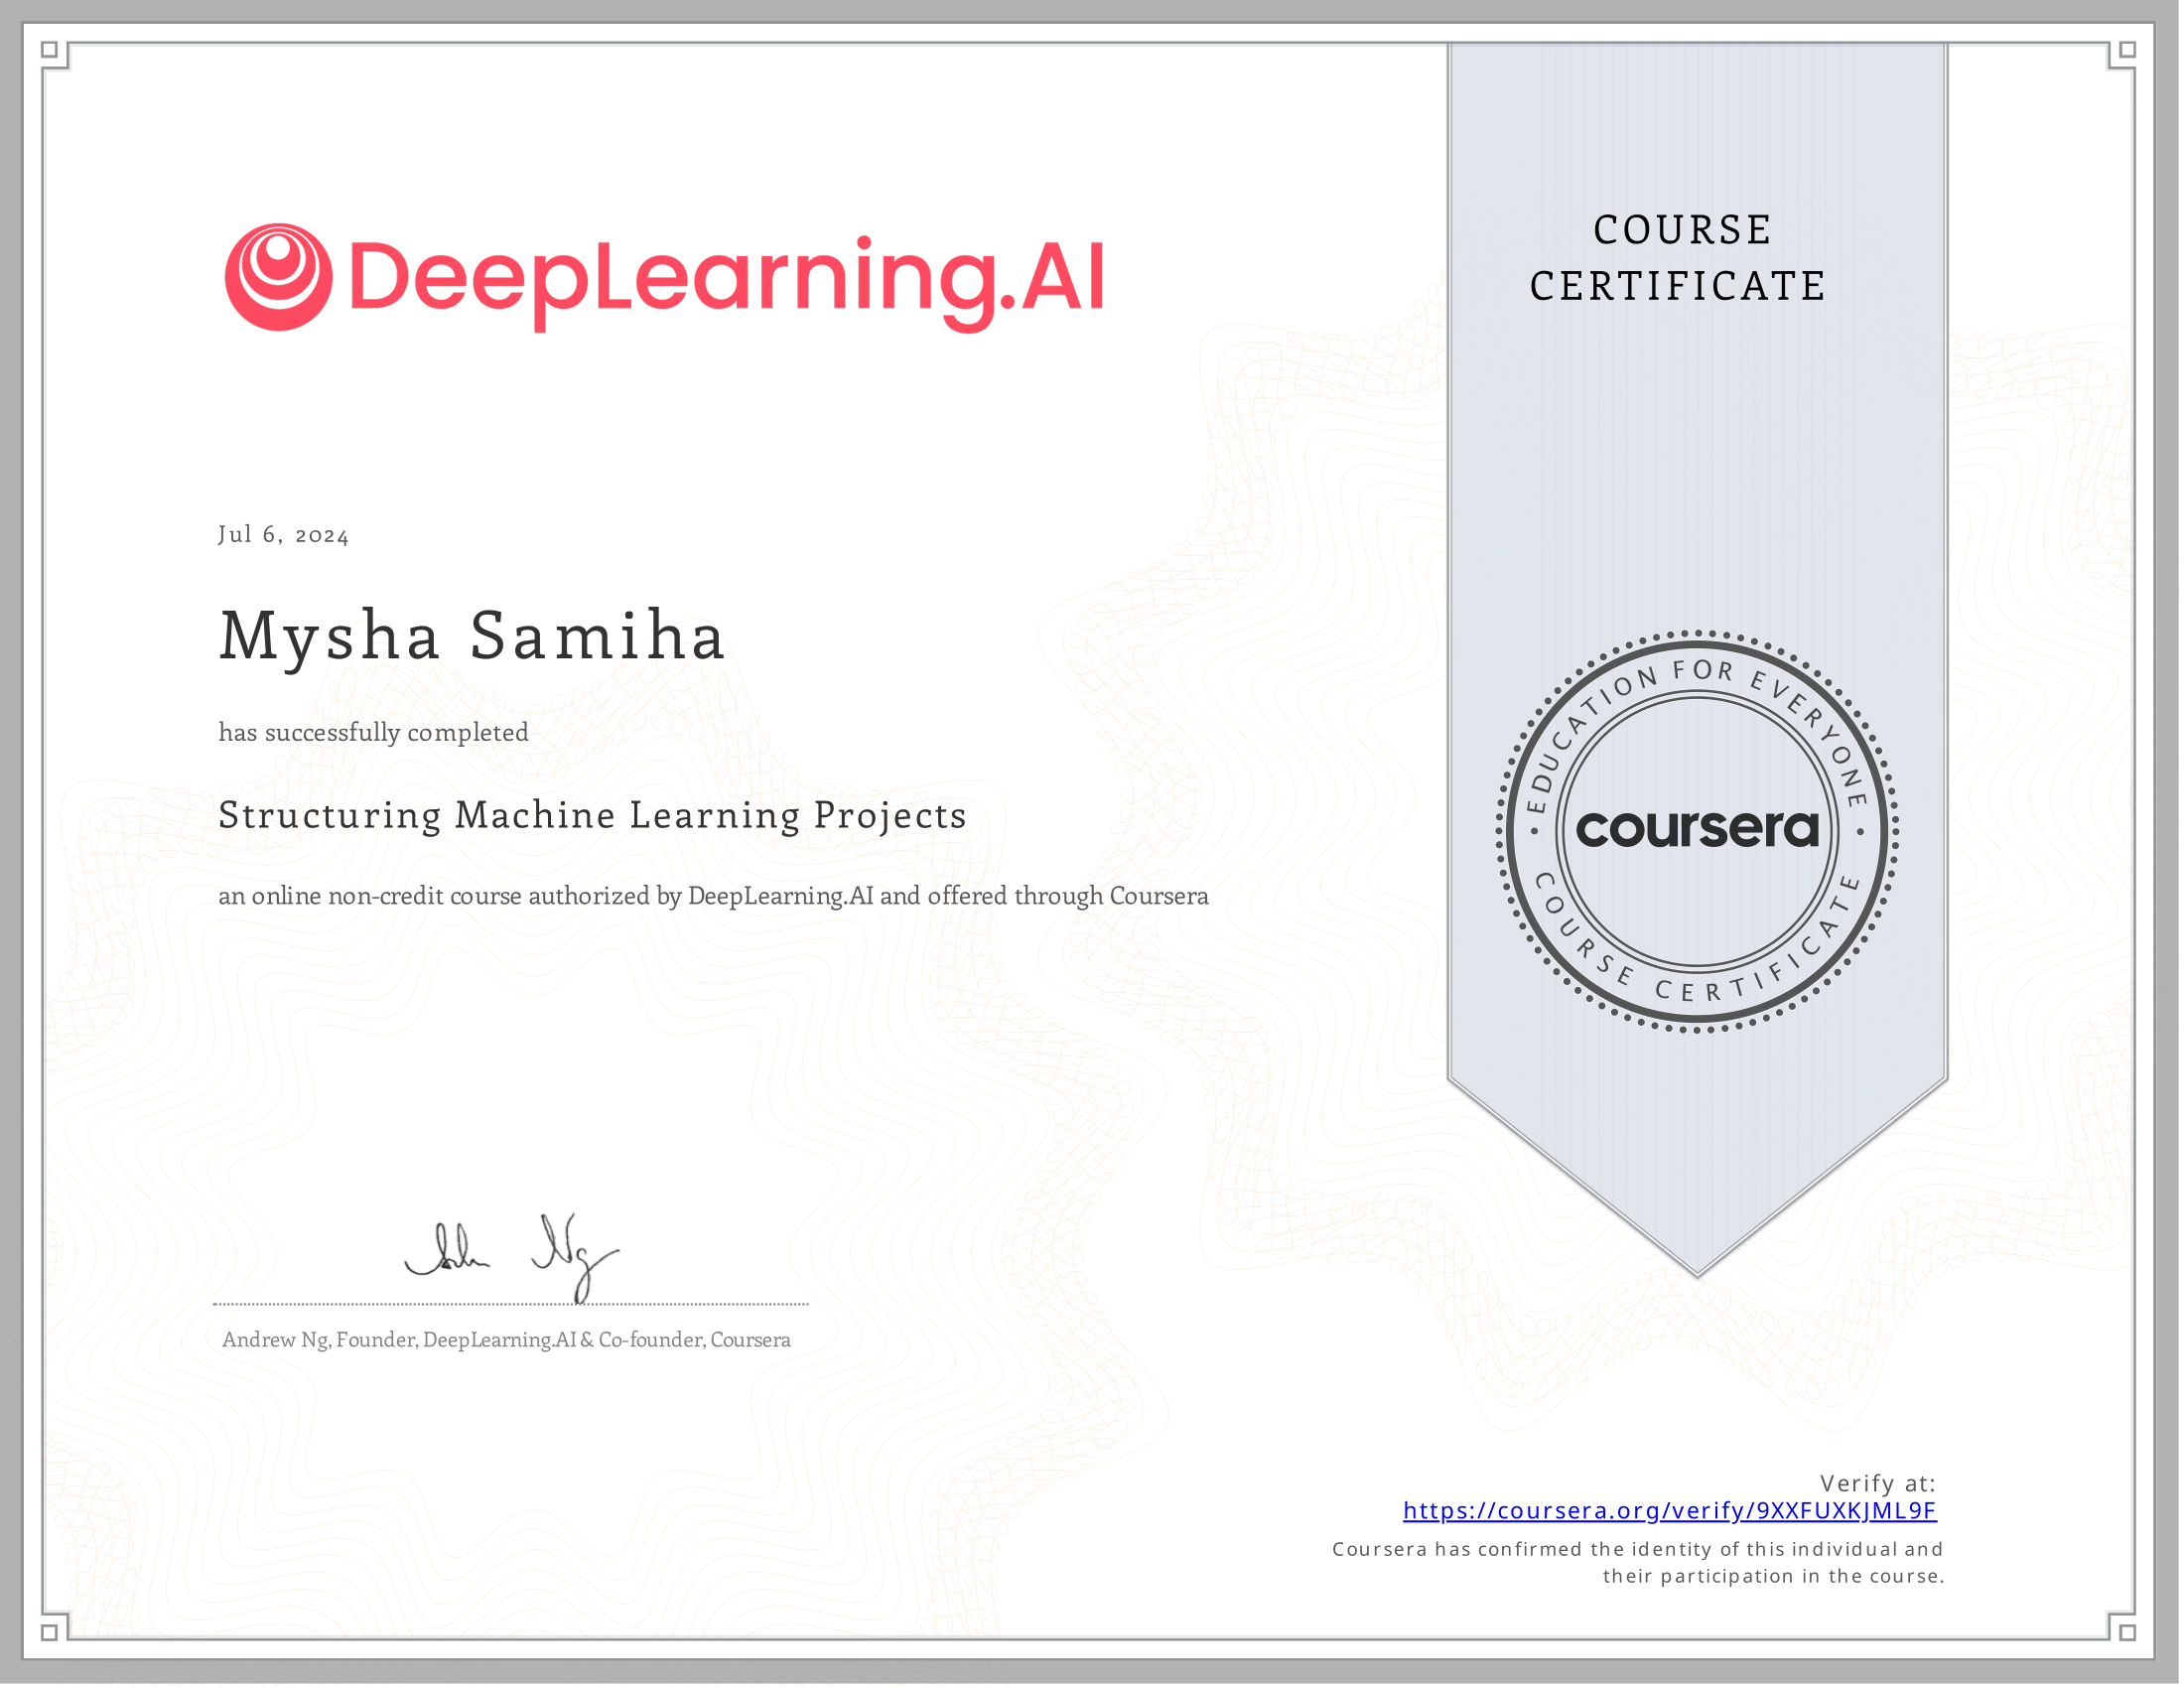 DeepLearning.AI
COURSE
CERTIFICATE
Jul 6, 2024
Mysha Samiha
has successfully completed
Structuring Machine Learning Projects
an online non-credit course authorized by DeepLearning.AI and offered through Coursera
EDUCATION FOR EVERYONE
coursera
COURSE CERTIFICATE
Andrew Ng, Founder, DeepLearning.AI & Co-founder, Coursera
Verify at:
https://coursera.org/verify/9XXFUXKJML9F
Coursera has confirmed the identity of this individual and
their participation in the course.